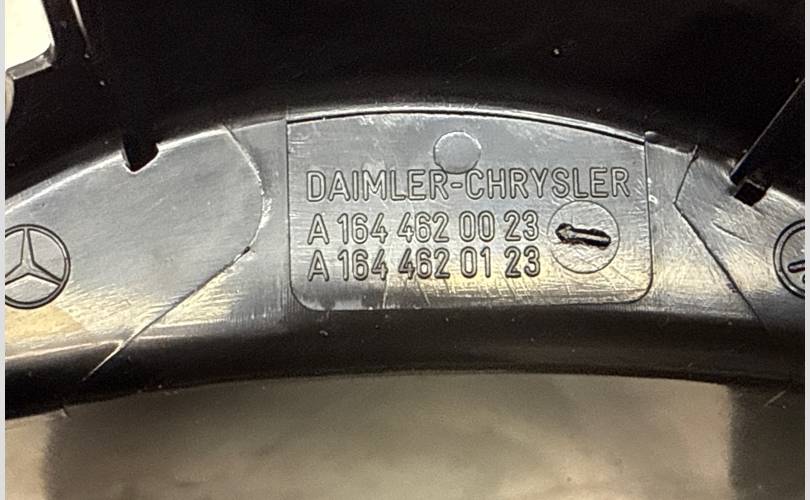 DAIMLER-CHRYSLER
A 164 462 00 23
A 164 462 01 23